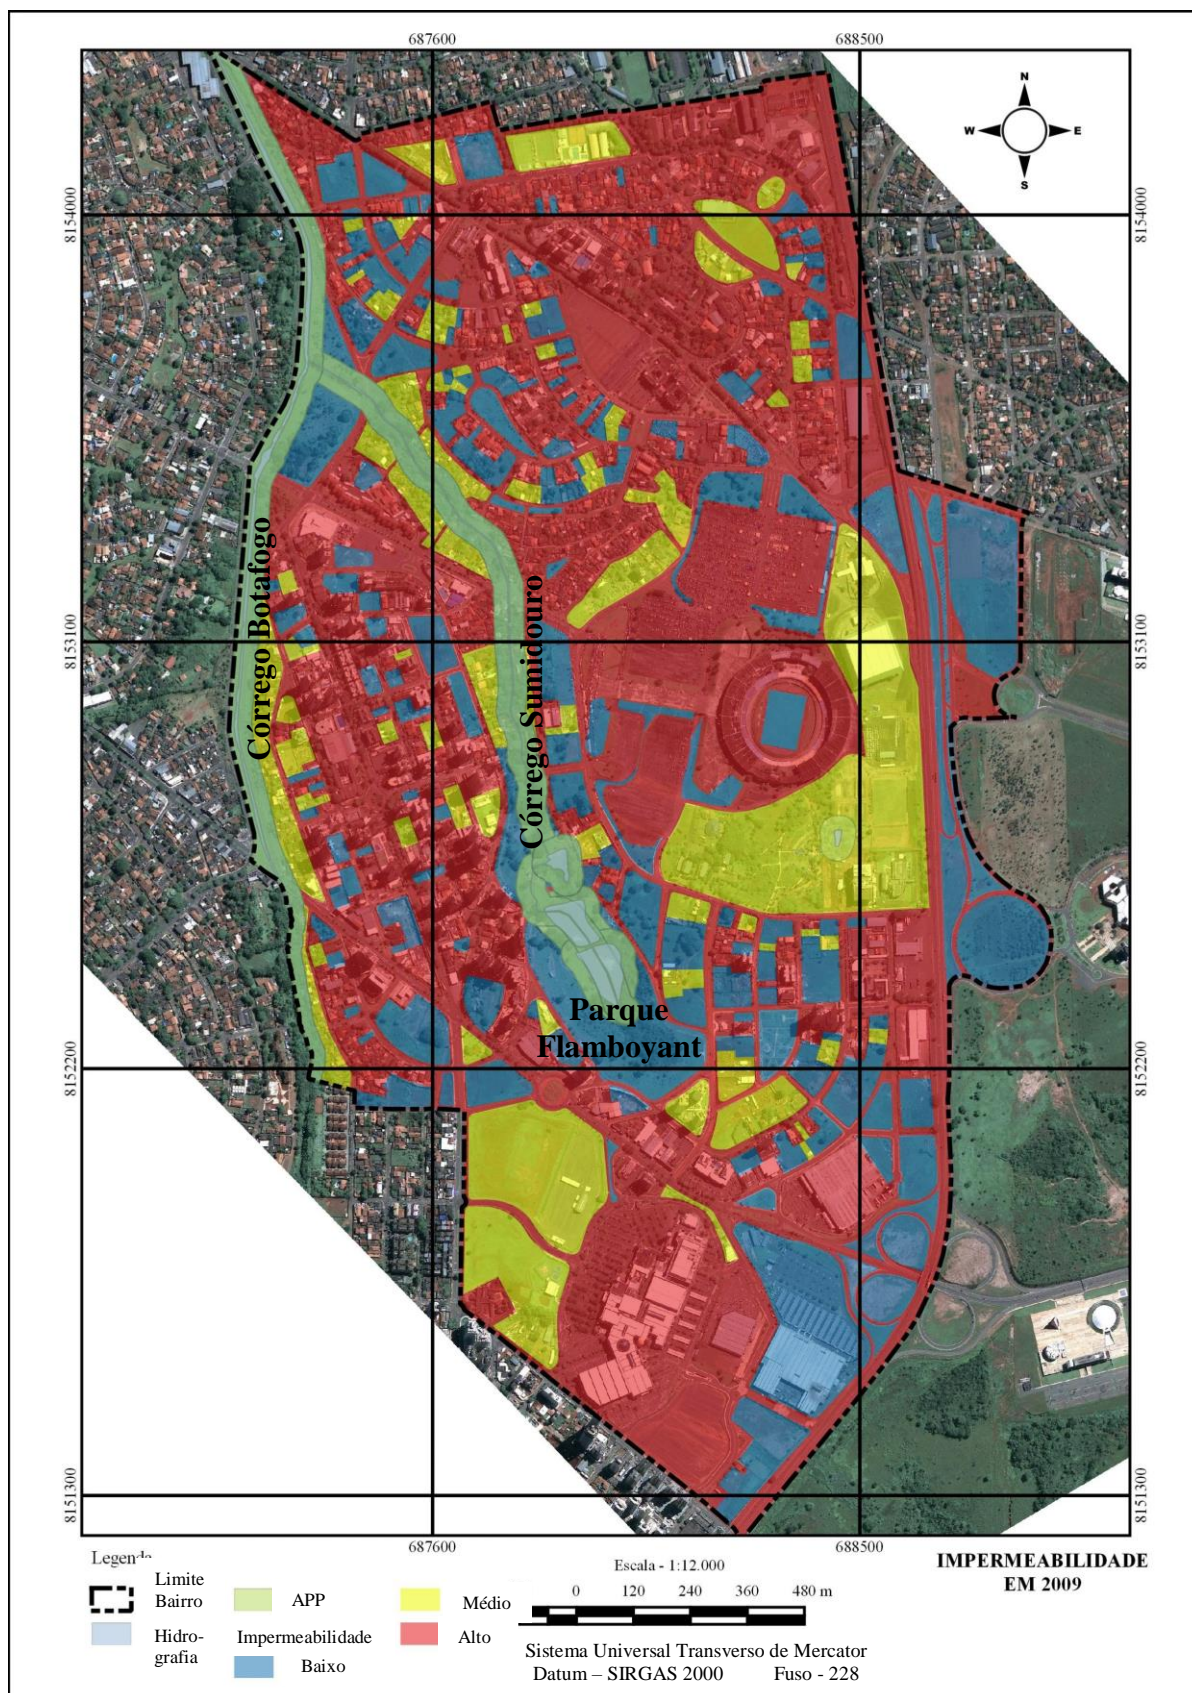 687600
688500
N
W
E
S
8154000
8154000
Córrego Botafogo
Córrego Sumidouro
8153100
8153100
Parque
Flamboyant
8152200
8152200
8151300
8151300
687600
688500
Legenda
Escala - 1:12.000
IMPERMEABILIDADE
EM 2009
Limite
Bairro
APP
Médio
0 120 240 360 480 m
Hidro-
grafia
Impermeabilidade
Alto
Baixo
Sistema Universal Transverso de Mercator
Datum – SIRGAS 2000 Fuso - 228